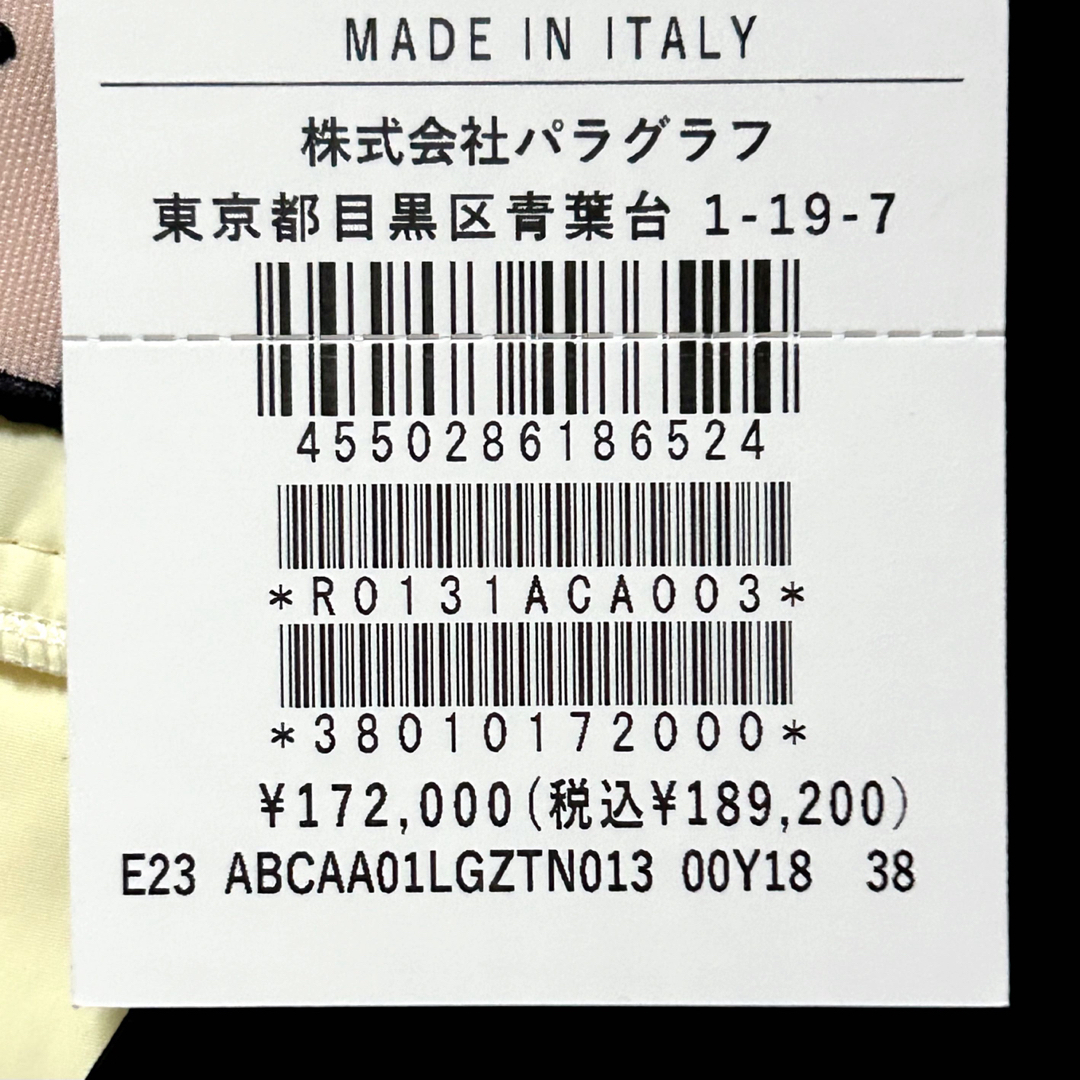 MADE IN ITALY
株式会社パラグラフ
東京都目黒区青葉台 1-19-7
4550286186524
*R0131ACA003*
*38010172000*
¥172,000(税込¥189,200)
E23 ABCAA01LGZTN013 00Y18 38